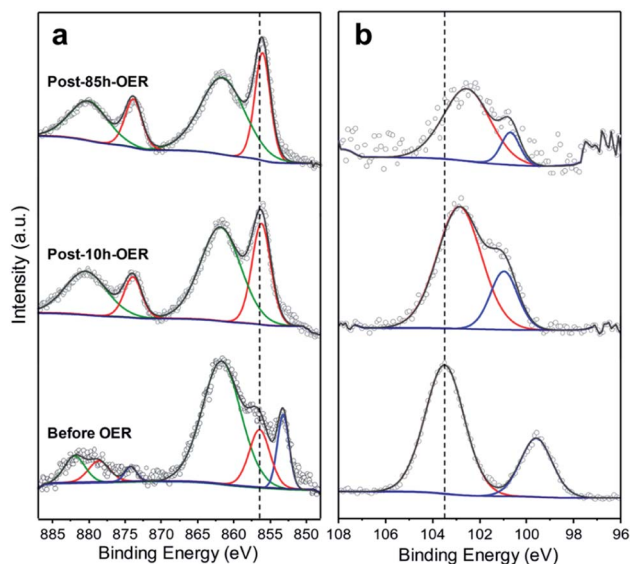 a
b
Post-85h-OER
Post-10h-OER
Before OER
Intensity (a.u.)
885 880 875 870 865 860 855 850
108 106 104 102 100 98 96
Binding Energy (eV)
Binding Energy (eV)